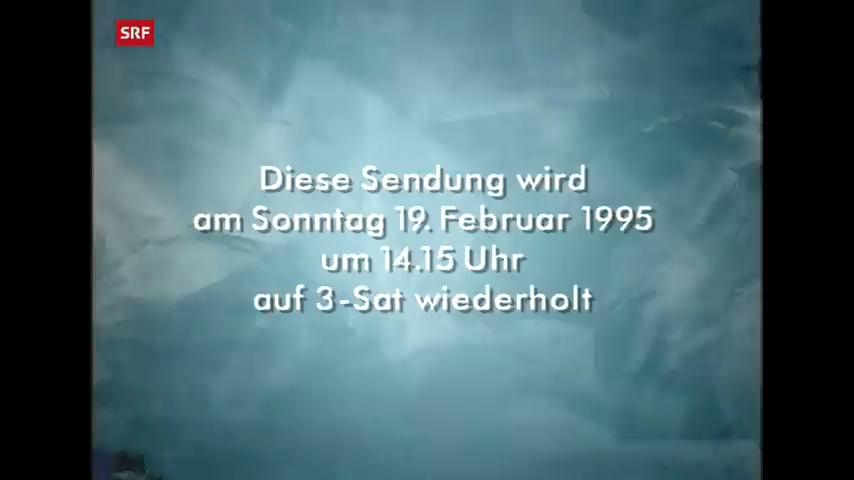 SRF
Diese Sendung wird
am Sonntag 19. Februar 1995
um 14.15 Uhr
auf 3-Sat wiederholt